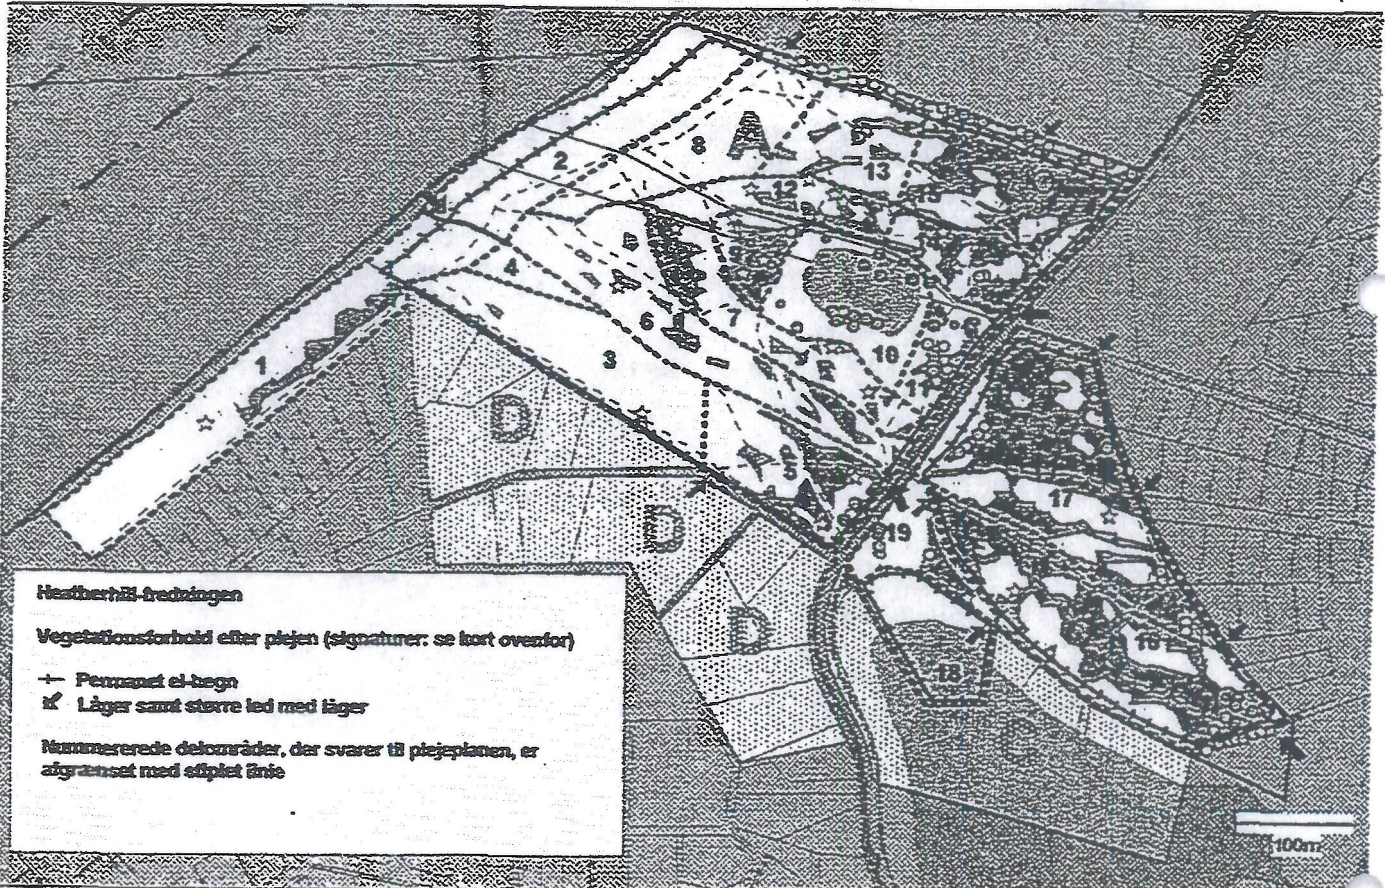 Heatherhill-fredningen
Vegetationsforhold efter plejen (signaturer: se kort ovenfor)
Permanet el-hegn
Låger samt større led med låger
Nummererede delområder, der svarer til plejeplanen, er
afgrænset med stiplet linie
A
8
2
13
12
4
7
6
3
10
11
1
D
D
D
5
17
19
16
18
100m